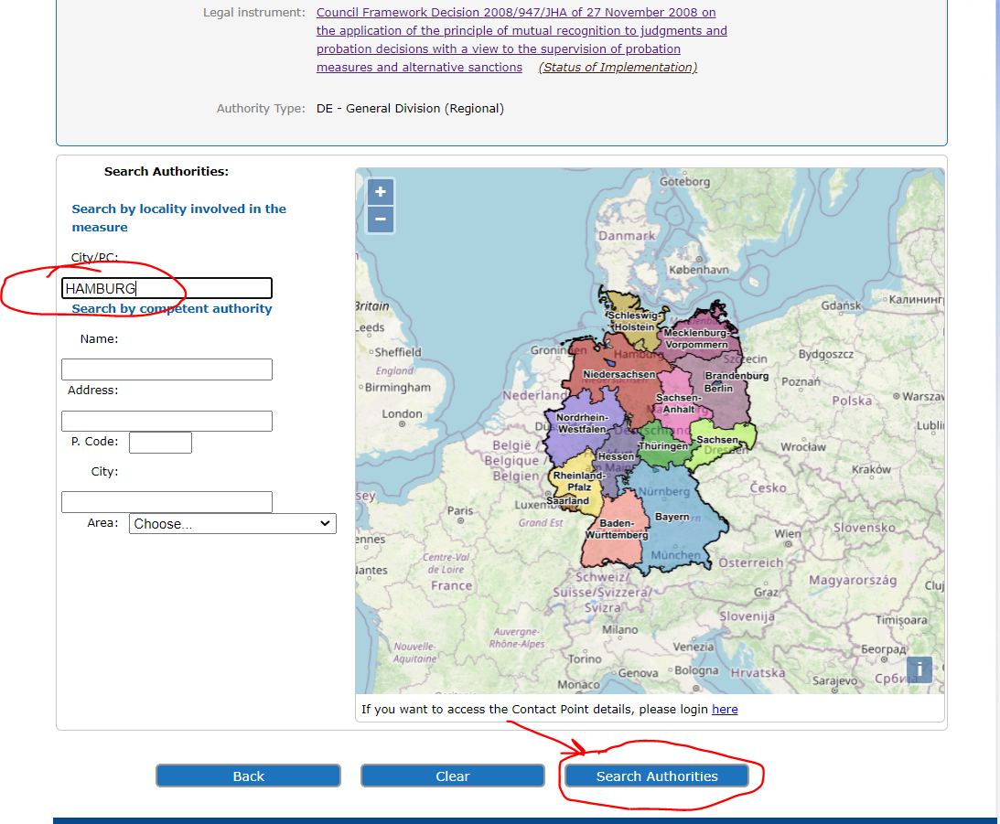 Legal instrument: Council Framework Decision 2008/947/JHA of 27 November 2008 on
the application of the principle of mutual recognition to judgments and
probation decisions with a view to the supervision of probation
measures and alternative sanctions (Status of Implementation)
Authority Type: DE - General Division (Regional)
Search Authorities:
Search by locality involved in the
measure
City/PC:
HAMBURG
Search by competent authority
Name:
Address:
P. Code:
City:
Area: Choose...
+
−
Göteborg
Danmark
København
Britain
Leeds
Sheffield
England
Birmingham
London
Groningen
Nederland
België /
Belgique /
Belgien
Gdańsk
Калининг
Bydgoszcz
Szczecin
Poznań
Polska
Warszaw
Lubli
Wrocław
Kraków
Česko
Schleswig-
Holstein
Hamburg
Mecklenburg-
Vorpommern
Niedersachsen
Brandenburg
Berlin
Sachsen-
Anhalt
Nordrhein-
Westfalen
Deutschland
Thüringen
Sachsen
Dresden
Hessen
am Main
Rheinland-
Pfalz
Saarland
Nürnberg
Bayern
Baden-
Württemberg
München
Paris
Grand Est
Centre-Val
de Loire
France
Nouvelle-
Aquitaine
Auvergne-
Rhône-Alpes
Schweiz/
Suisse/Svizzera/
Svizra
Österreich
Wien
Slovensko
Magyarország
Cluj
Graz
Slovenija
Timișoara
Milano
Venezia
Torino
Genova
Bologna
Hrvatska
Београд
Monaco
Sarajevo
i
If you want to access the Contact Point details, please login here
Back
Clear
Search Authorities